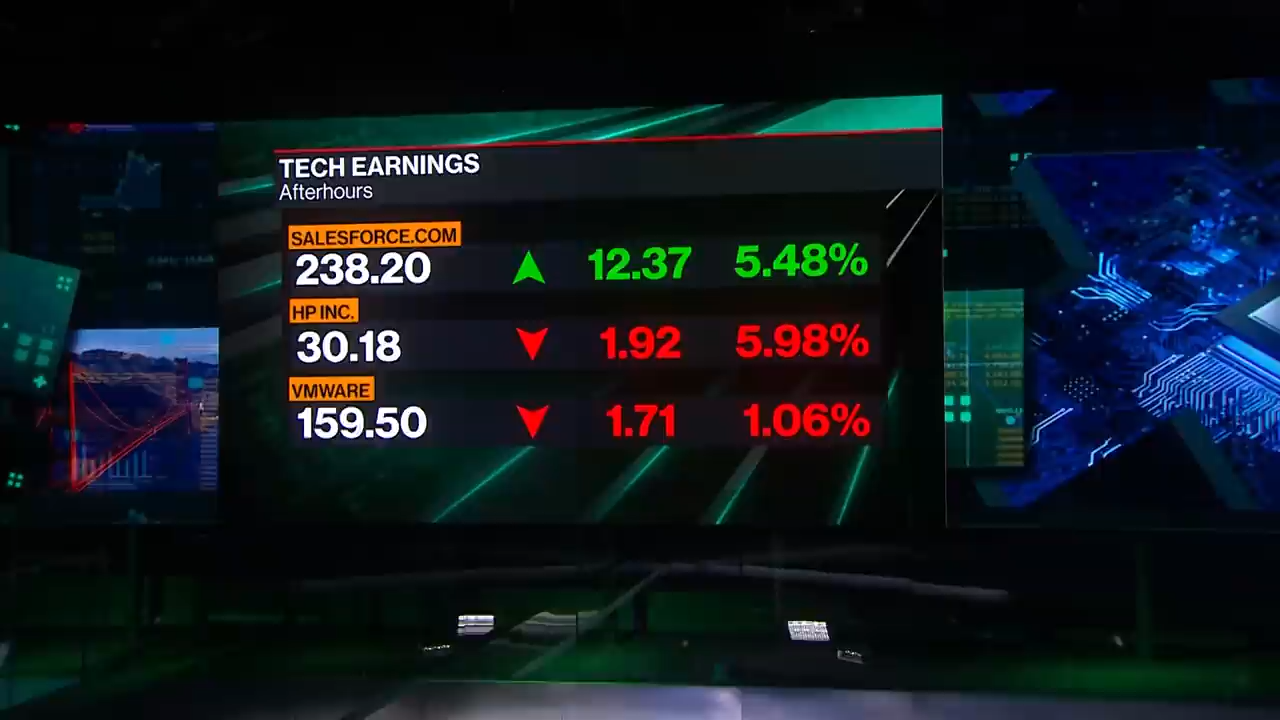 TECH EARNINGS
Afterhours
SALESFORCE.COM
238.20 12.37 5.48%
HP INC.
30.18 1.92 5.98%
VMWARE
159.50 1.71 1.06%